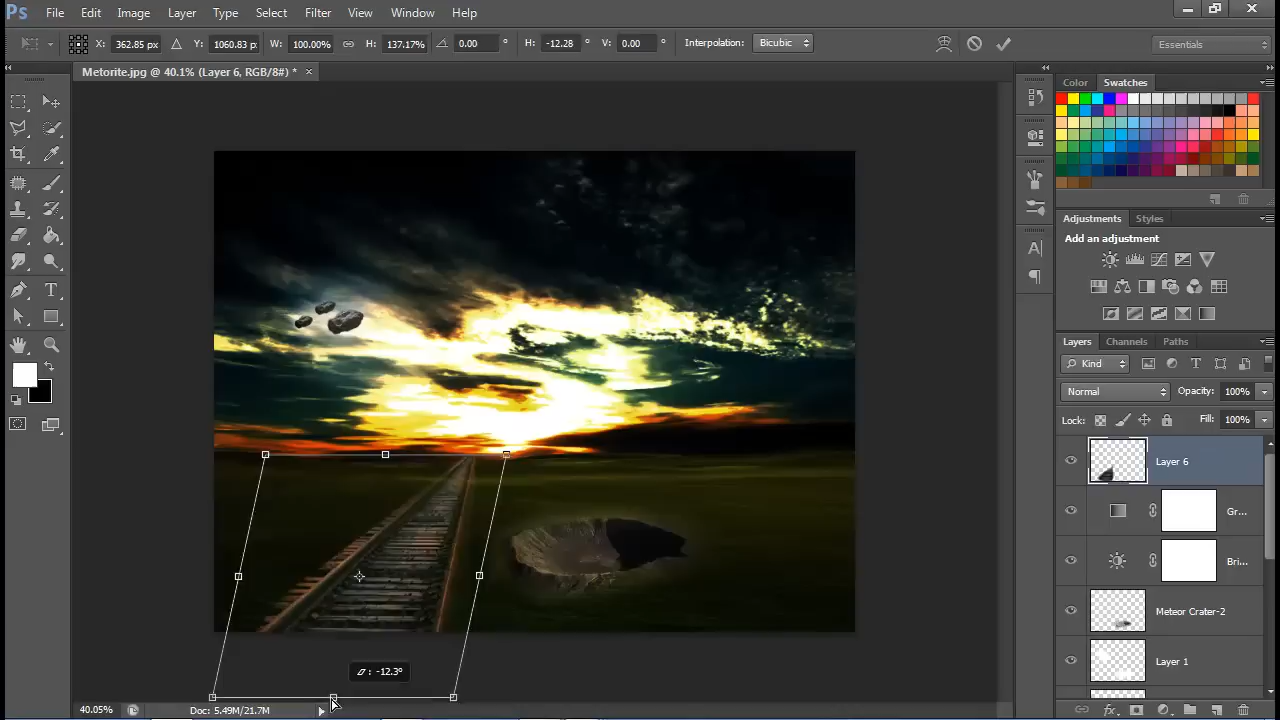 Ps File Edit Image Layer Type Select Filter View Window Help
X: 362.85 px Y: 1060.83 px W: 100.00% H: 137.17% 0.00 ° H: -12.28 V: 0.00 ° Interpolation: Bicubic Essentials
Metorite.jpg @ 40.1% (Layer 6, RGB/8#) * ×
Color Swatches
Adjustments Styles
Add an adjustment
Layers Channels Paths
Kind
Normal Opacity: 100%
Lock: Fill: 100%
Layer 6
Gr...
Bri...
Meteor Crater-2
Layer 1
: -12.3°
40.05% Doc: 5.49M/21.7M